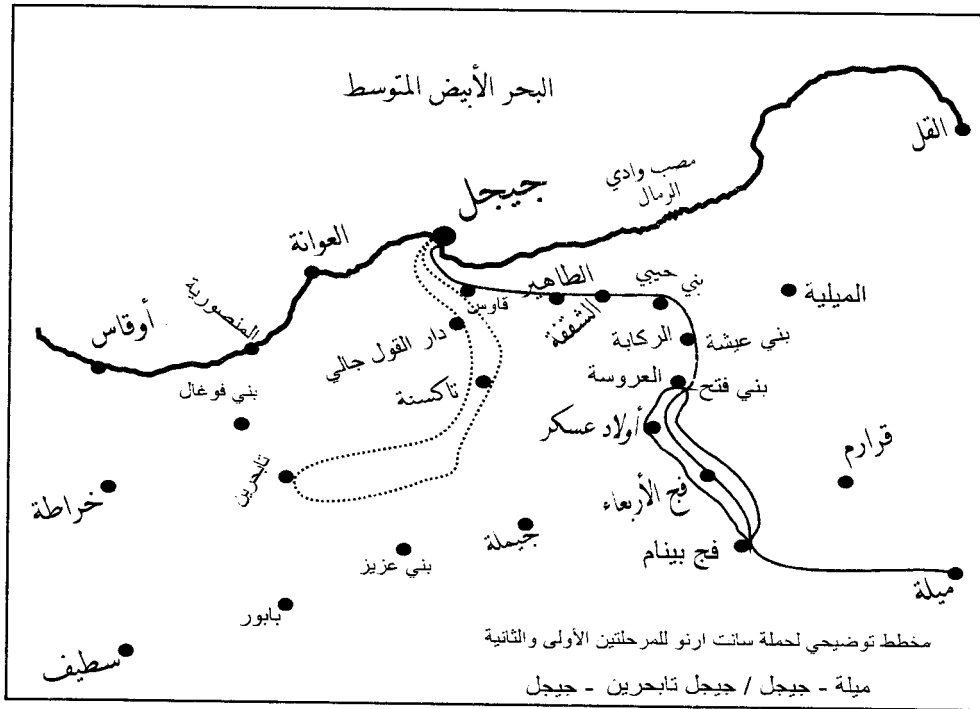 البحر الأبيض المتوسط
القل
مصب وادي
الرمال
جيجل
العوانة
المنصورية
أوقاس
قاوس
الطاهير
الشقفة
بني حبيبي
الميلية
بني عيشة
الركابة
دار القول جالي
العروسة
بني فتح
تاكسنة
بني فوغال
أولاد عسكر
قرارم
تابحرين
فج الأربعاء
خراطة
جيملة
فج بينام
بني عزيز
ميلة
بابور
سطيف
مخطط توضيحي لحملة سانت ارنو للمرحلتين الأولى والثانية
ميلة - جيجل / جيجل تابحرين - جيجل